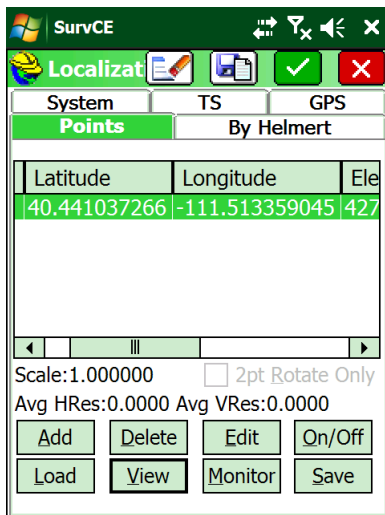 SurvCE
Localizat
System TS GPS
Points By Helmert
Latitude Longitude Ele
40.441037266 -111.513359045 427
Scale:1.000000 2pt Rotate Only
Avg HRes:0.0000 Avg VRes:0.0000
Add Delete Edit On/Off
Load View Monitor Save